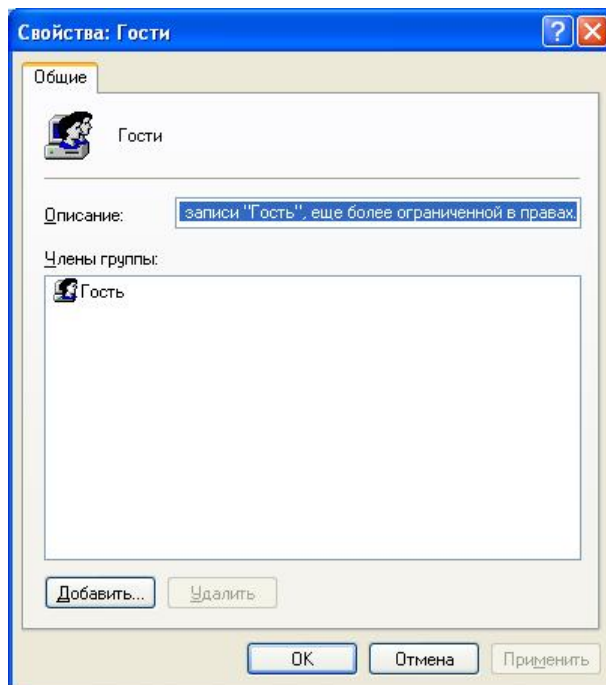 Свойства: Гости
Общие
Гости
Описание: записи "Гость", еще более ограниченной в правах.
Члены группы:
Гость
Добавить... Удалить
OK Отмена Применить